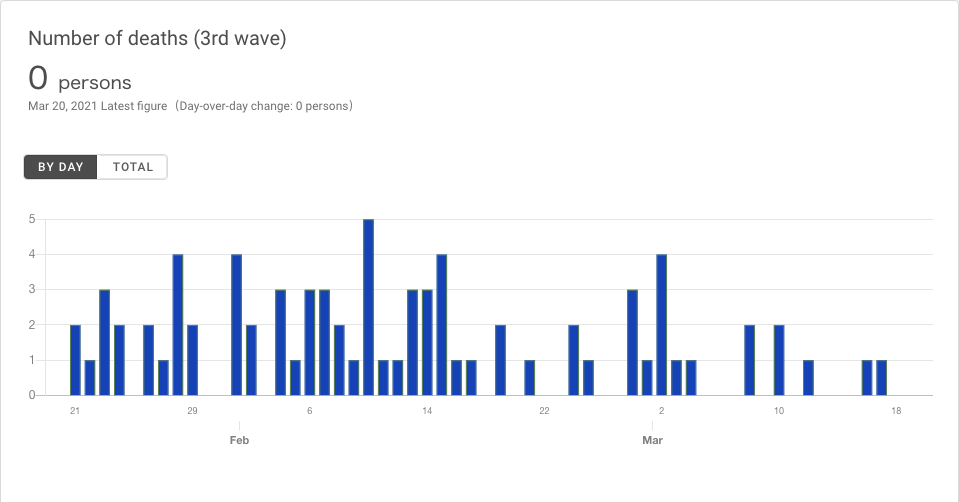 Number of deaths (3rd wave)
0 persons
Mar 20, 2021 Latest figure (Day-over-day change: 0 persons)
BY DAY TOTAL
5
4
3
2
1
0
21 29 6 14 22 2 10 18
Feb Mar